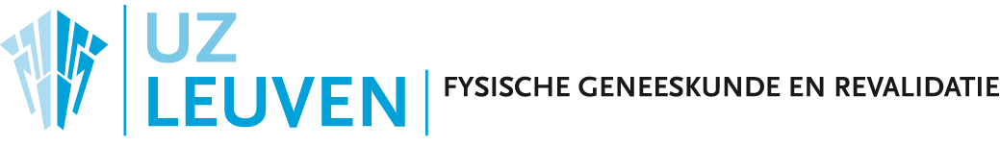 UZ
LEUVEN
FYSISCHE GENEESKUNDE EN REVALIDATIE